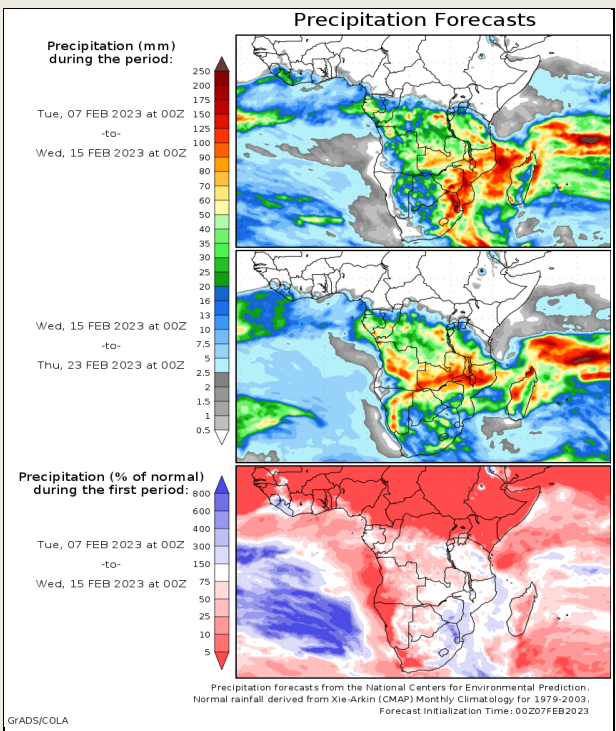 Precipitation Forecasts
Precipitation (mm)
during the period:
Tue, 07 FEB 2023 at 00Z
-to-
Wed, 15 FEB 2023 at 00Z
250
200
175
150
125
100
90
80
70
60
50
40
35
30
25
20
16
13
10
7.5
5
2.5
2
1.5
1
0.5
Wed, 15 FEB 2023 at 00Z
-to-
Thu, 23 FEB 2023 at 00Z
Precipitation (% of normal)
during the first period:
Tue, 07 FEB 2023 at 00Z
-to-
Wed, 15 FEB 2023 at 00Z
800
600
400
300
150
75
50
25
10
5
Precipitation forecasts from the National Centers for Environmental Prediction.
Normal rainfall derived from Xie-Arkin (CMAP) Monthly Climatology for 1979-2003.
Forecast Initialization Time: 00Z07FEB2023
GrADS/COLA